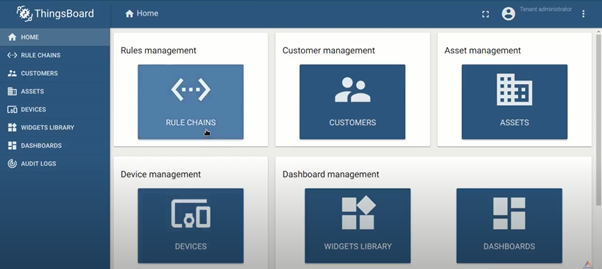 ThingsBoard
Home
Tenant administrator
HOME
RULE CHAINS
CUSTOMERS
ASSETS
DEVICES
WIDGETS LIBRARY
DASHBOARDS
AUDIT LOGS
Rules management
Customer management
Asset management
RULE CHAINS
CUSTOMERS
ASSETS
Device management
Dashboard management
DEVICES
WIDGETS LIBRARY
DASHBOARDS